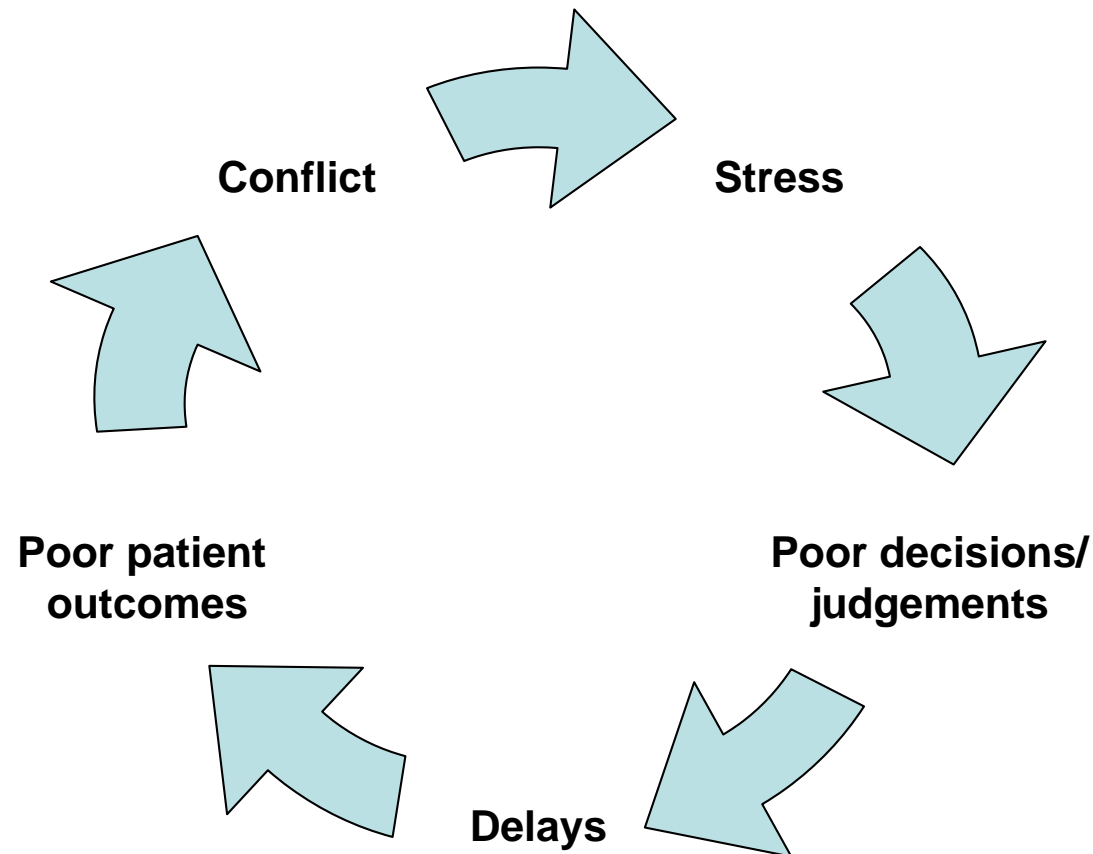 Conflict
Stress
Poor decisions/
judgements
Delays
Poor patient
outcomes